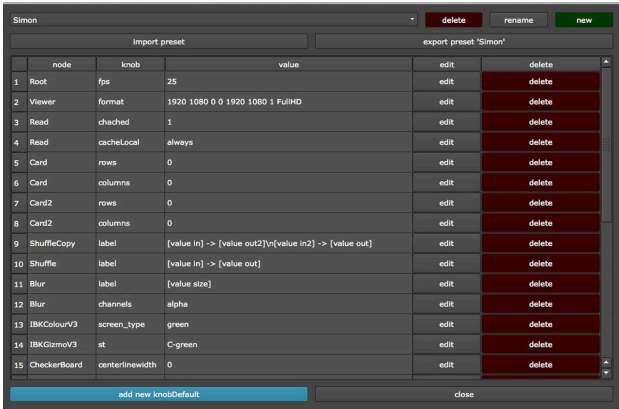 Simon delete rename new
import preset export preset 'Simon'
node knob value edit delete
1 Root fps 25 edit delete
2 Viewer format 1920 1080 0 0 1920 1080 1 FullHD edit delete
3 Read chached 1 edit delete
4 Read cacheLocal always edit delete
5 Card rows 0 edit delete
6 Card columns 0 edit delete
7 Card2 rows 0 edit delete
8 Card2 columns 0 edit delete
9 ShuffleCopy label [value in] -> [value out2]\n[value in2] -> [value out] edit delete
10 Shuffle label [value in] -> [value out] edit delete
11 Blur label [value size] edit delete
12 Blur channels alpha edit delete
13 IBKColourV3 screen_type green edit delete
14 IBKGizmoV3 st C-green edit delete
15 CheckerBoard centerlinewidth 0 edit delete
add new knobDefault close